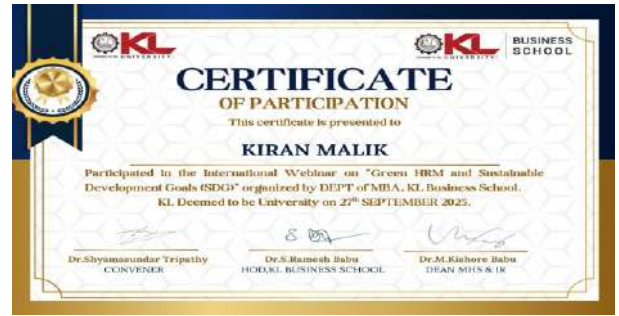 KL
KL
BUSINESS
SCHOOL
CERTIFICATE
OF PARTICIPATION
This certificate is presented to
KIRAN MALIK
Participated in the International Webinar on "Green HRM and Sustainable
Development Goals (SDG)" organized by DEPT of MBA, KL Business School,
KL Deemed to be University on 27th SEPTEMBER 2025.
Dr.Shyamasundar Tripathy
CONVENER
Dr.S.Ramesh Babu
HOD,KL BUSINESS SCHOOL
Dr.M.Kishore Babu
DEAN MHS & IR